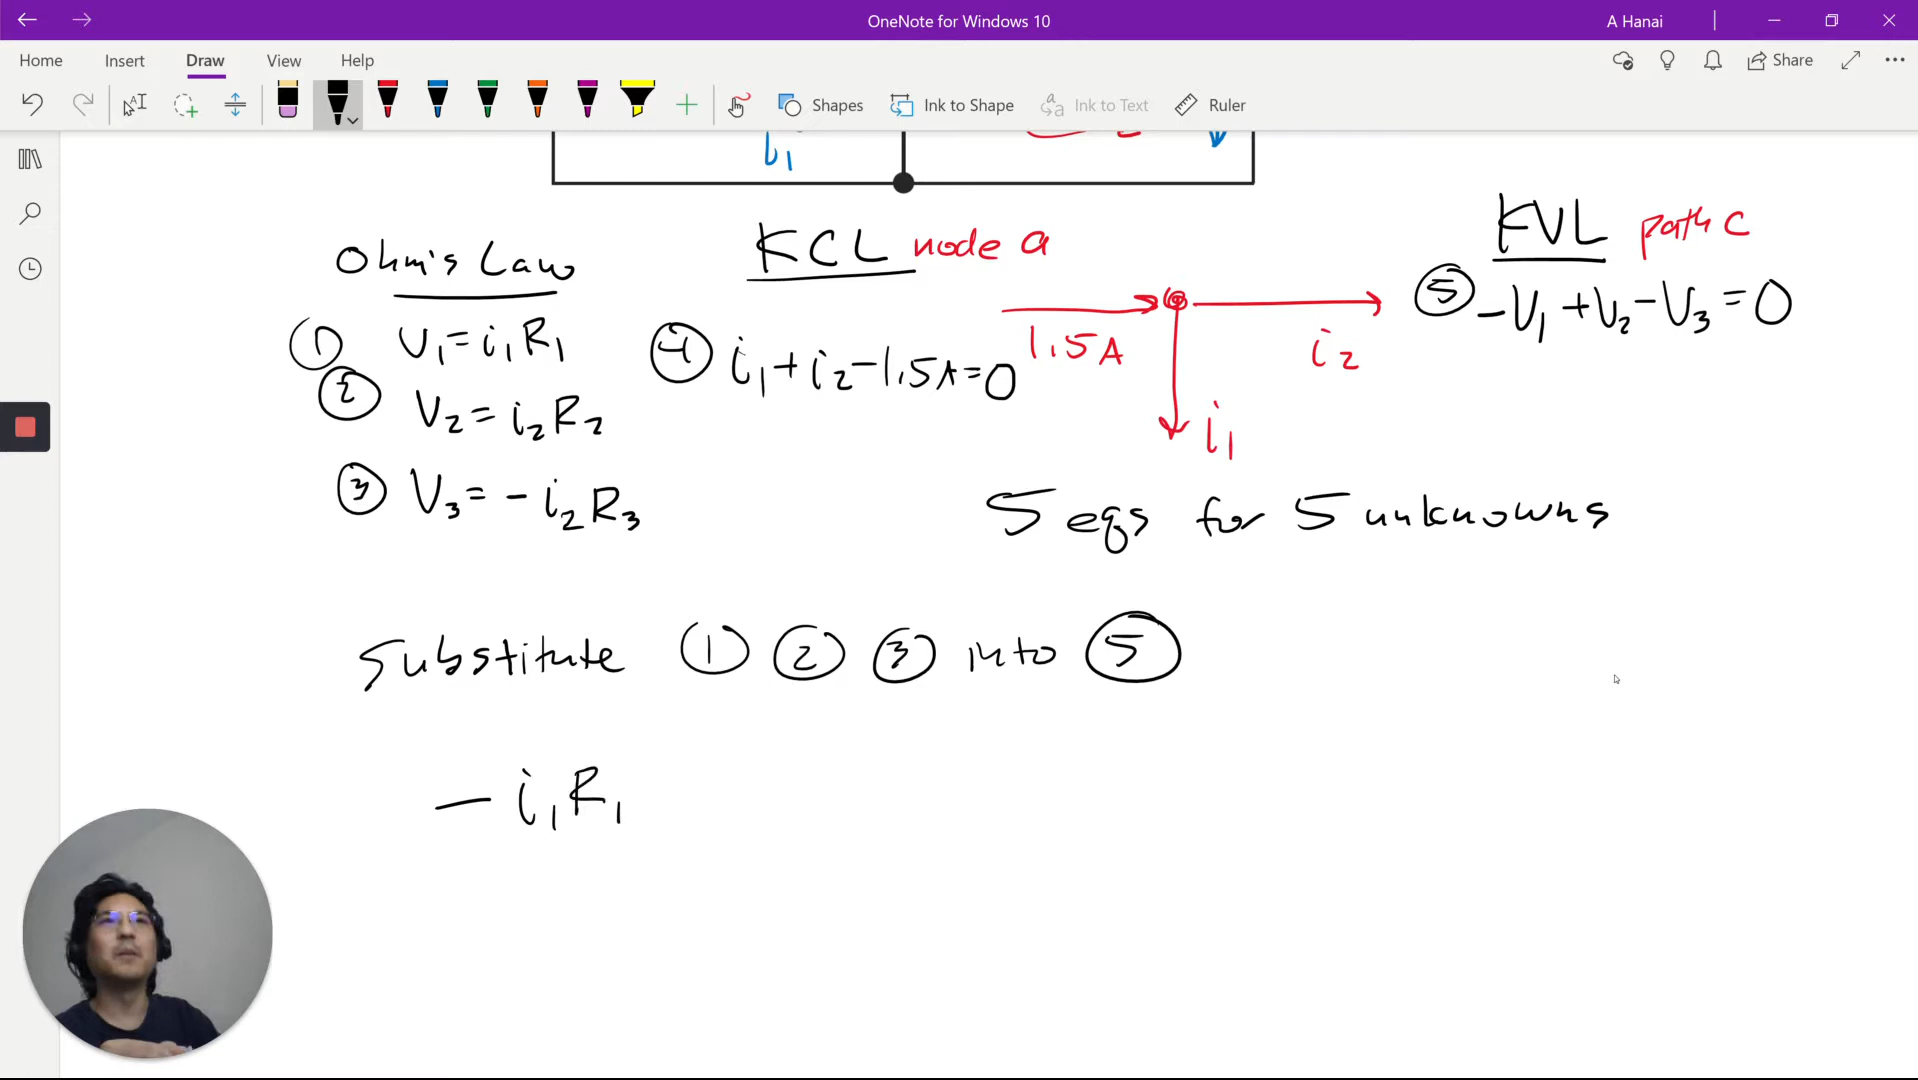 OneNote for Windows 10
A Hanai
Home Insert Draw View Help
Share
Shapes Ink to Shape Ink to Text Ruler
i₁
Ohm's Law
① V₁ = i₁R₁
② V₂ = i₂R₂
③ V₃ = - i₂R₃
KCL node a
④ i₁ + i₂ - 1.5A = 0
1.5A
i₂
i₁
KVL path c
⑤ -V₁ + V₂ - V₃ = 0
5 eqs for 5 unknowns
Substitute ① ② ③ into ⑤
- i₁R₁